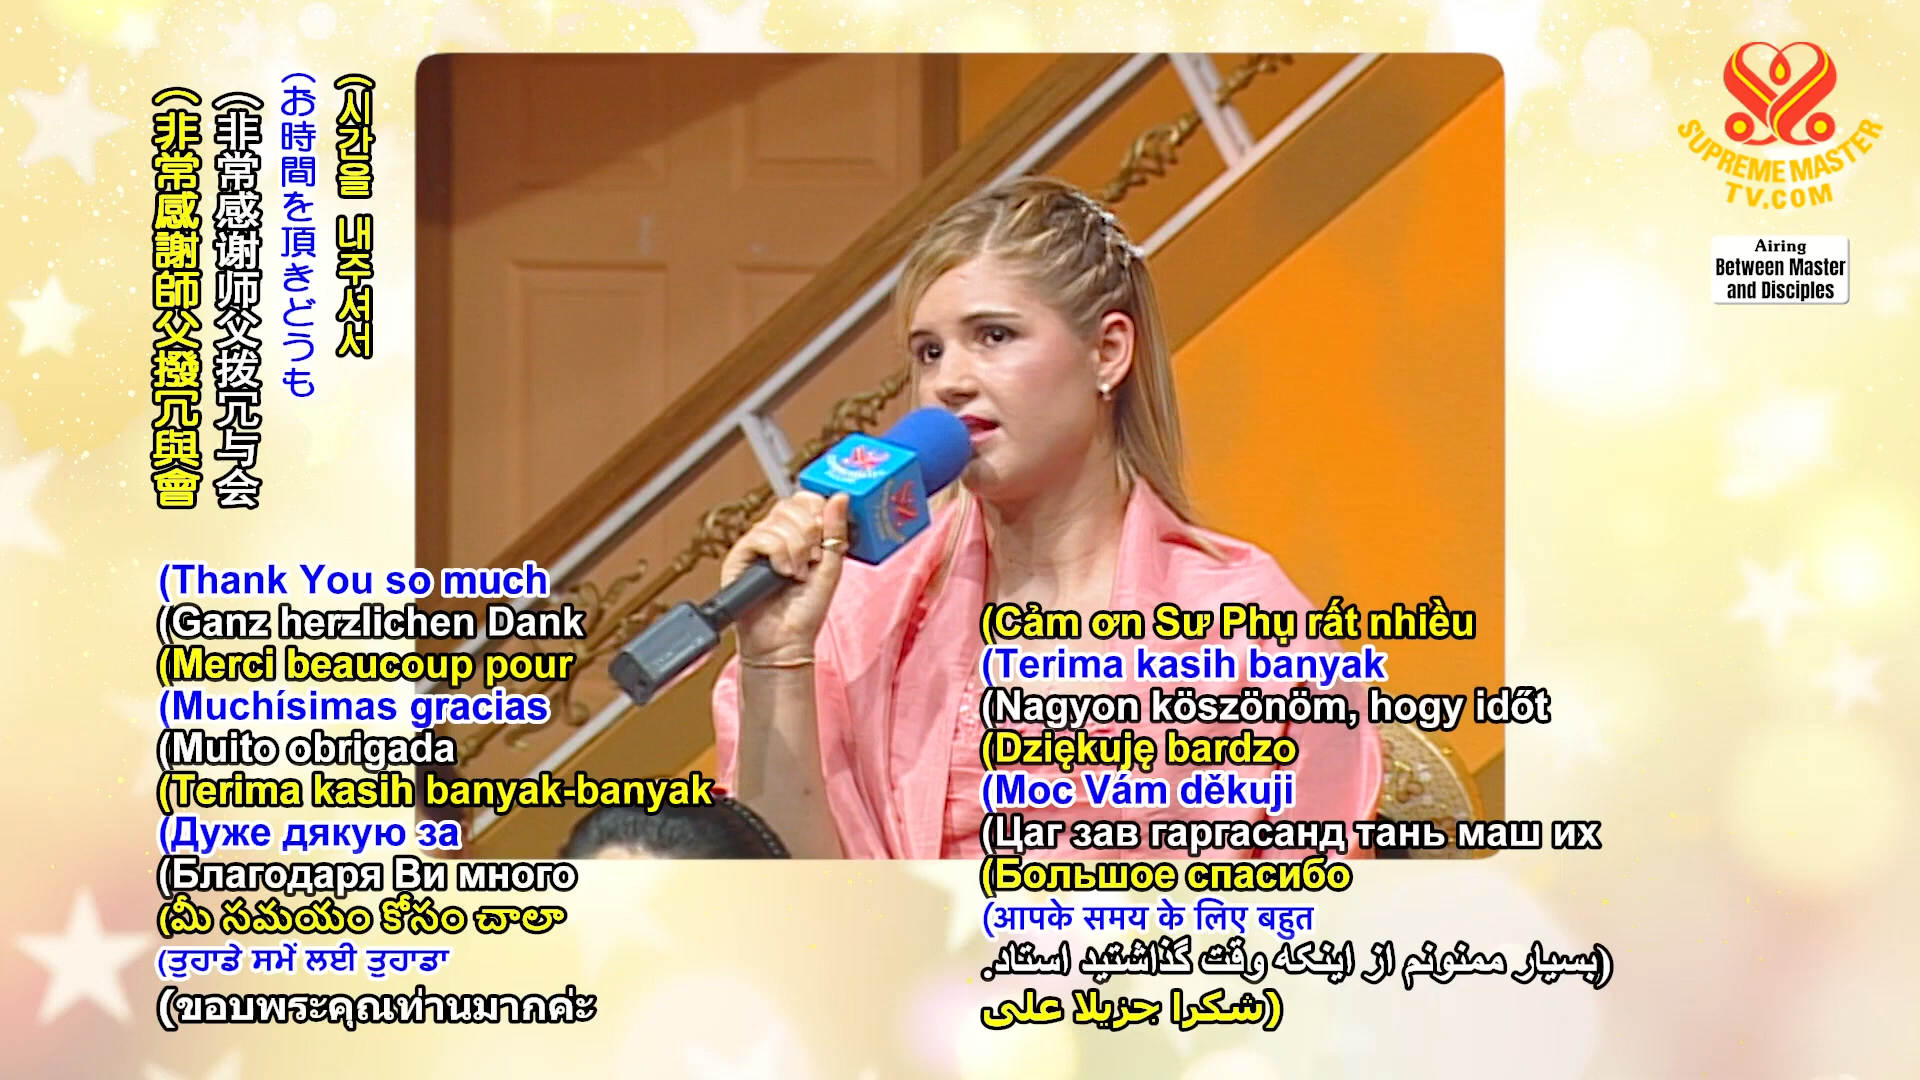 (非常感謝師父撥冗與會
(非常感谢师父拨冗与会
(お時間を頂きどうも
(시간을 내주셔서
SUPREME MASTER
TV.COM
Airing
Between Master
and Disciples
(Thank You so much
(Ganz herzlichen Dank
(Merci beaucoup pour
(Muchísimas gracias
(Muito obrigada
(Terima kasih banyak-banyak
(Дуже дякую за
(Благодаря Ви много
(మీ సమయం కోసం చాలా
(ਤੁਹਾਡੇ ਸਮੇਂ ਲਈ ਤੁਹਾਡਾ
(ขอบพระคุณท่านมากค่ะ
(Cảm ơn Sư Phụ rất nhiều
(Terima kasih banyak
(Nagyon köszönöm, hogy időt
(Dziękuję bardzo
(Moc Vám děkuji
(Цаг зав гаргасанд тань маш их
(Большое спасибо
(आपके समय के लिए बहुत
(بسیار ممنونم از اینکه وقت گذاشتید استاد.
(شكرا جزيلا على